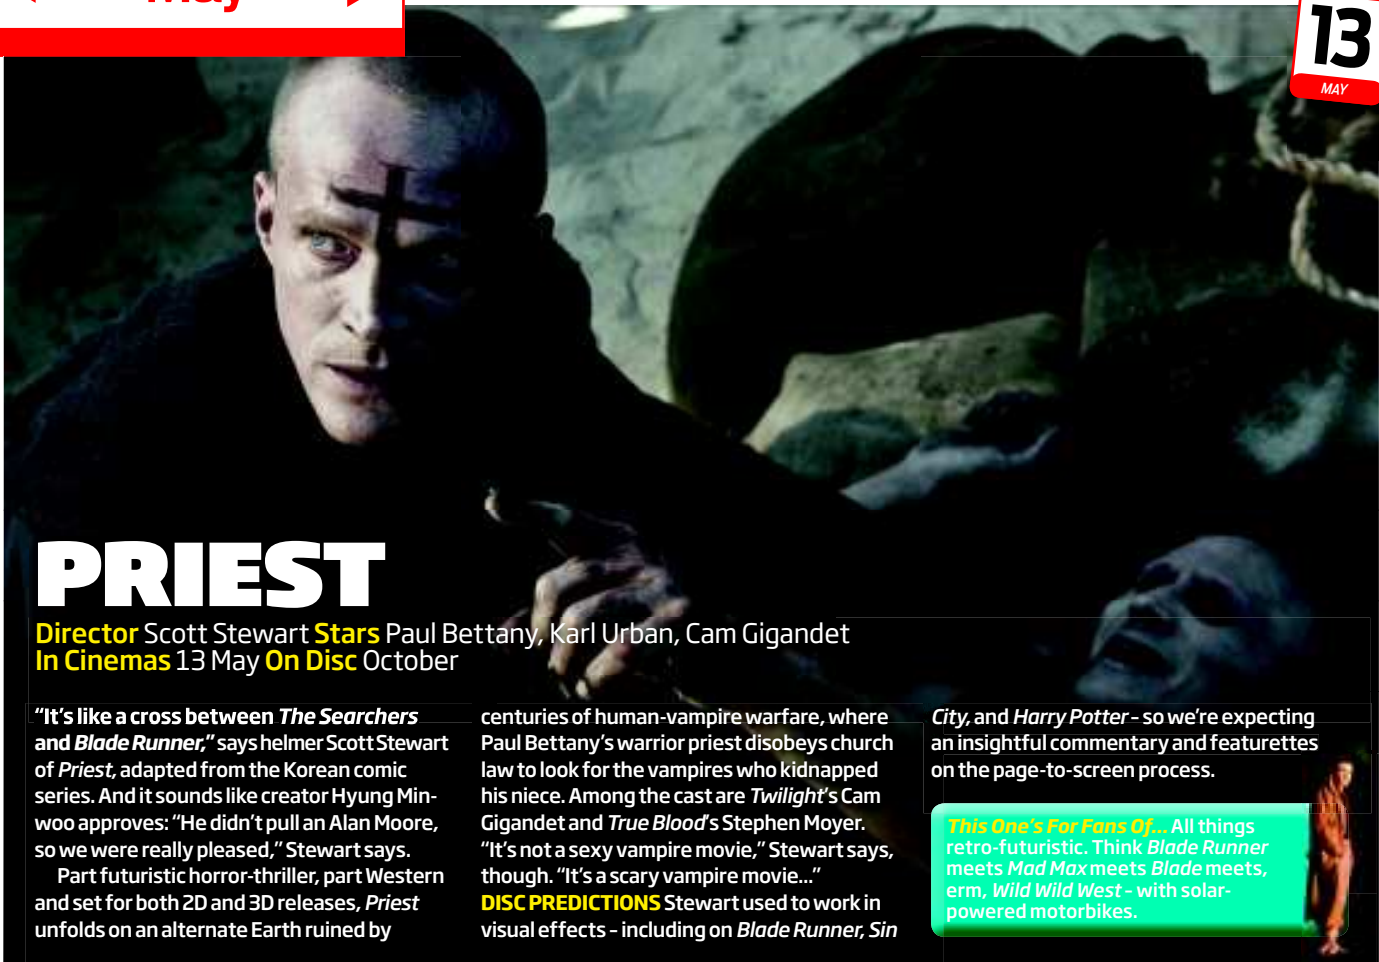 May
13
MAY
PRIEST
Director Scott Stewart Stars Paul Bettany, Karl Urban, Cam Gigandet
In Cinemas 13 May On Disc October
“It’s like a cross between The Searchers
and Blade Runner,” says helmer Scott Stewart
of Priest, adapted from the Korean comic
series. And it sounds like creator Hyung Min-
woo approves: “He didn’t pull an Alan Moore,
so we were really pleased,” Stewart says.
Part futuristic horror-thriller, part Western
and set for both 2D and 3D releases, Priest
unfolds on an alternate Earth ruined by
centuries of human-vampire warfare, where
Paul Bettany’s warrior priest disobeys church
law to look for the vampires who kidnapped
his niece. Among the cast are Twilight’s Cam
Gigandet and True Blood’s Stephen Moyer.
“It’s not a sexy vampire movie,” Stewart says,
though. “It’s a scary vampire movie...”
DISC PREDICTIONS Stewart used to work in
visual effects – including on Blade Runner, Sin
City, and Harry Potter – so we’re expecting
an insightful commentary and featurettes
on the page-to-screen process.
This One’s For Fans Of... All things
retro-futuristic. Think Blade Runner
meets Mad Max meets Blade meets,
erm, Wild Wild West – with solar-
powered motorbikes.